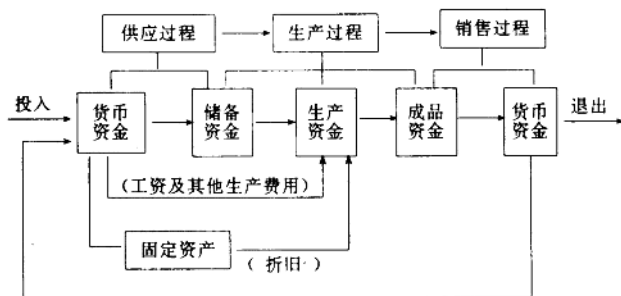 供应过程 生产过程 销售过程
投入 货币资金 储备资金 生产资金 成品资金 货币资金 退出
(工资及其他生产费用)
固定资产 (折旧)